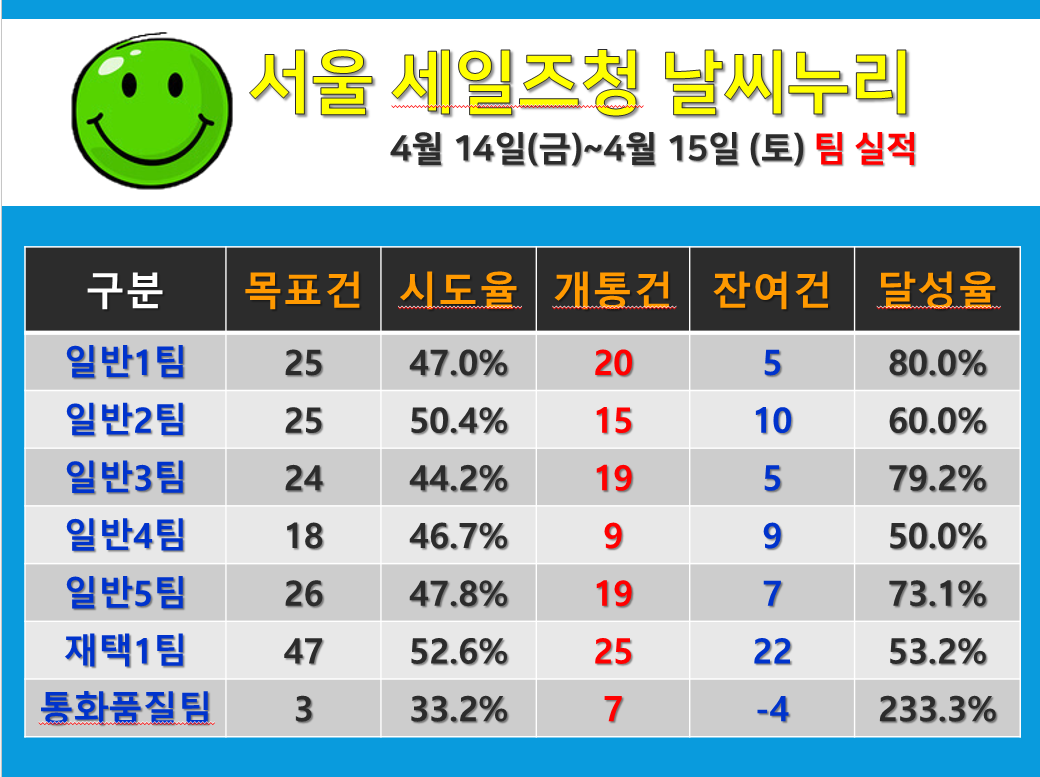 서울 세일즈청 날씨누리
4월 14일(금)~4월 15일 (토) 팀 실적
구분 목표건 시도율 개통건 잔여건 달성율
일반1팀 25 47.0% 20 5 80.0%
일반2팀 25 50.4% 15 10 60.0%
일반3팀 24 44.2% 19 5 79.2%
일반4팀 18 46.7% 9 9 50.0%
일반5팀 26 47.8% 19 7 73.1%
재택1팀 47 52.6% 25 22 53.2%
통화품질팀 3 33.2% 7 -4 233.3%